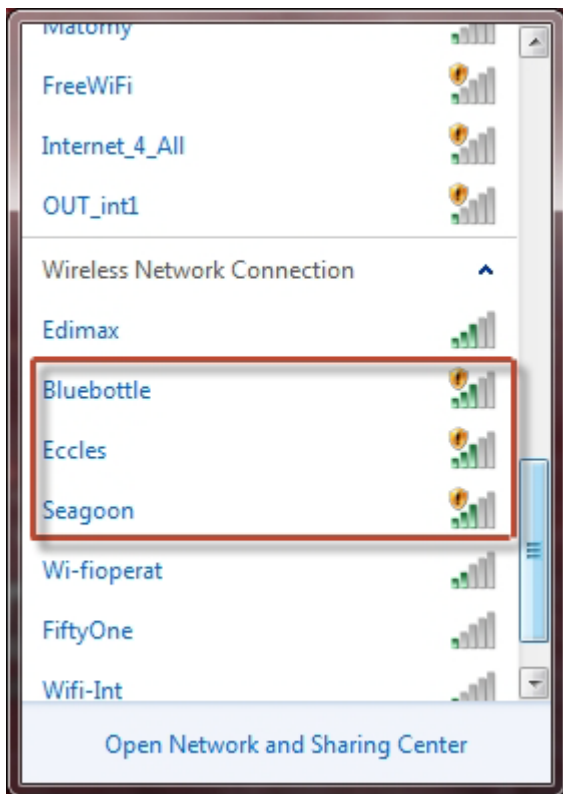 Matomy
FreeWiFi
Internet_4_All
OUT_int1
Wireless Network Connection
Edimax
Bluebottle
Eccles
Seagoon
Wi-fioperat
FiftyOne
Wifi-Int
Open Network and Sharing Center